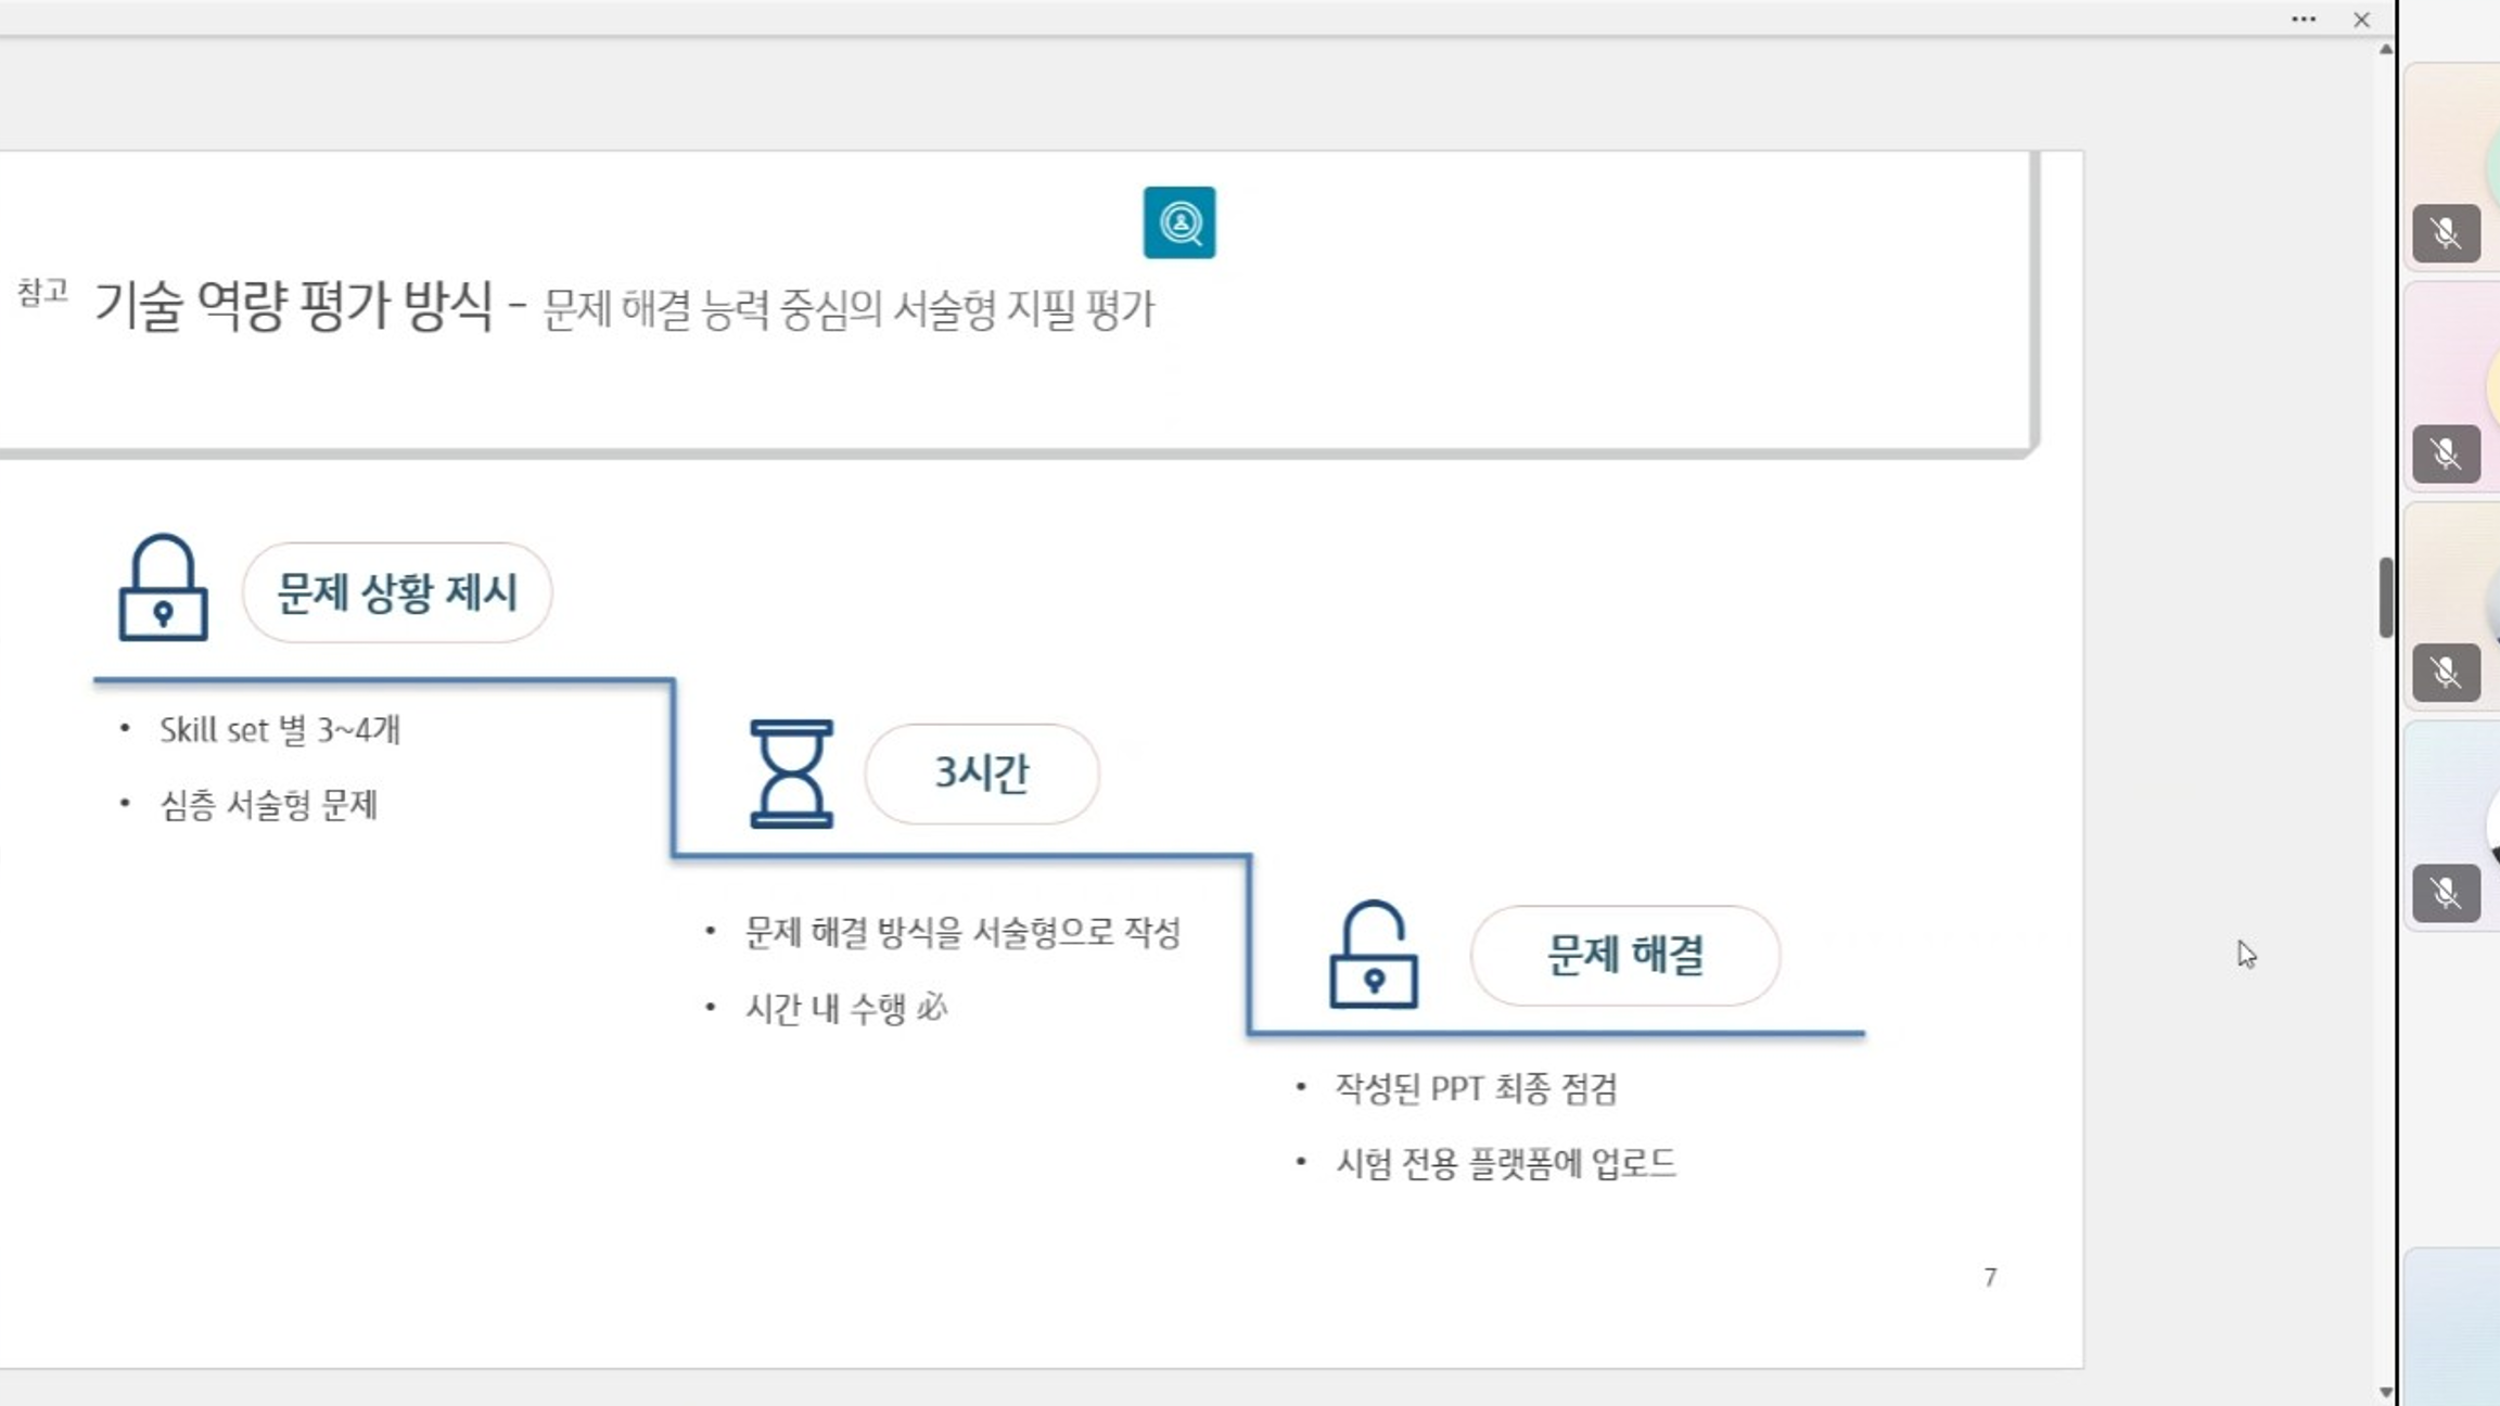 참고 기술 역량 평가 방식 - 문제 해결 능력 중심의 서술형 지필 평가
문제 상황 제시
• Skill set 별 3~4개
• 심층 서술형 문제
3시간
• 문제 해결 방식을 서술형으로 작성
• 시간 내 수행 必
문제 해결
• 작성된 PPT 최종 점검
• 시험 전용 플랫폼에 업로드
7